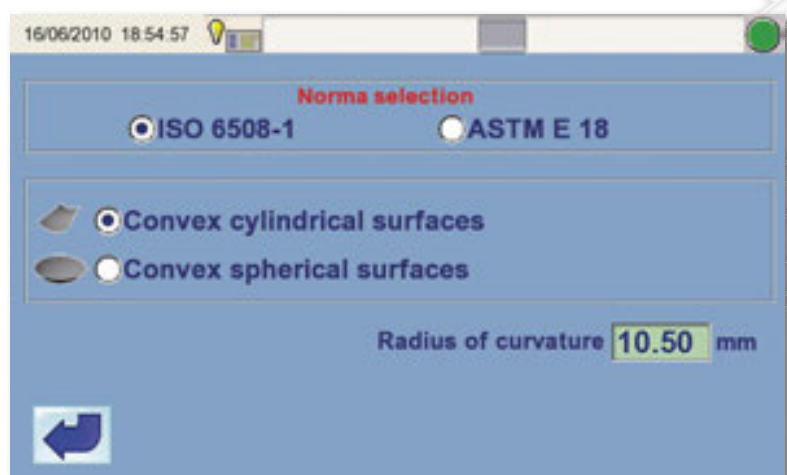 16/06/2010 18:54:57
Norma selection
ISO 6508-1 ASTM E 18
Convex cylindrical surfaces
Convex spherical surfaces
Radius of curvature 10.50 mm